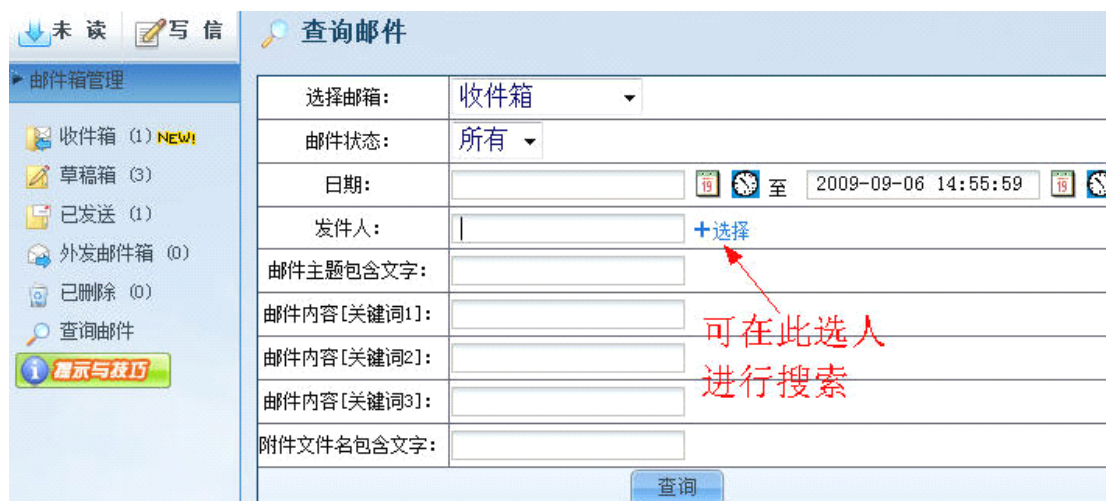 未 读 写 信
邮件箱管理
收件箱 (1) NEW!
草稿箱 (3)
已发送 (1)
外发邮件箱 (0)
已删除 (0)
查询邮件
提示与技巧
查询邮件
选择邮箱: 收件箱
邮件状态: 所有
日期: 19 至 2009-09-06 14:55:59 19
发件人: +选择
邮件主题包含文字:
邮件内容[关键词1]:
邮件内容[关键词2]:
邮件内容[关键词3]:
附件文件名包含文字:
可在此选人
进行搜索
查询